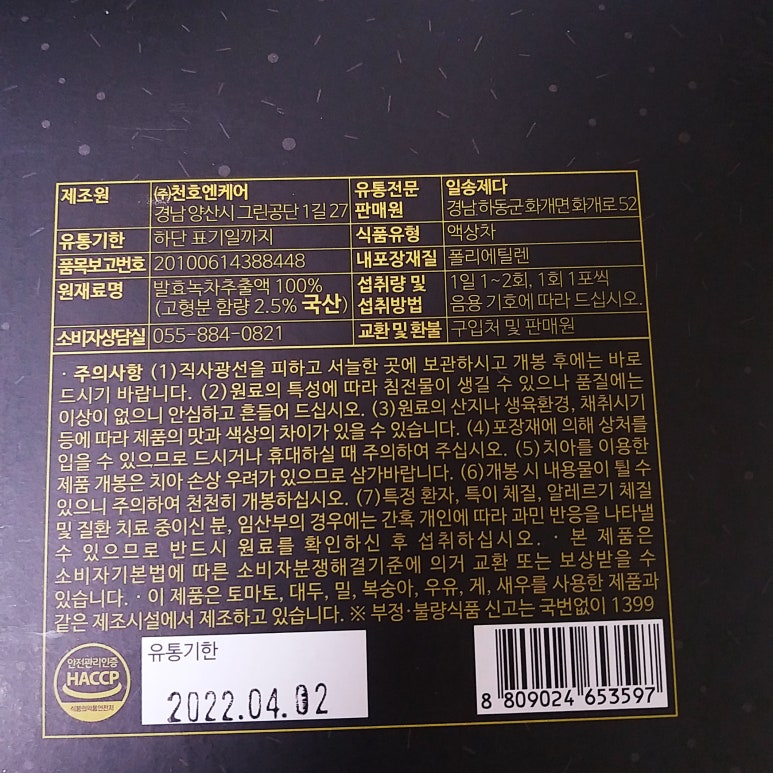 제조원 ㈜천호엔케어 유통전문 일송제다
경남 양산시 그린공단 1길 27 판매원 경남 하동군 화개면 화개로 52
유통기한 하단 표기일까지 식품유형 액상차
품목보고번호 20100614388448 내포장재질 폴리에틸렌
원재료명 발효녹차추출액 100% 섭취량 및 1일 1~2회, 1회 1포씩
(고형분 함량 2.5% 국산) 섭취방법 음용 기호에 따라 드십시오.
소비자상담실 055-884-0821 교환 및 환불 구입처 및 판매원
· 주의사항 (1)직사광선을 피하고 서늘한 곳에 보관하시고 개봉 후에는 바로
드시기 바랍니다. (2)원료의 특성에 따라 침전물이 생길 수 있으나 품질에는
이상이 없으니 안심하고 흔들어 드십시오. (3)원료의 산지나 생육환경, 채취시기
등에 따라 제품의 맛과 색상의 차이가 있을 수 있습니다. (4)포장재에 의해 상처를
입을 수 있으므로 드시거나 휴대하실 때 주의하여 주십시오. (5)치아를 이용한
제품 개봉은 치아 손상 우려가 있으므로 삼가바랍니다. (6)개봉 시 내용물이 튈 수
있으니 주의하여 천천히 개봉하십시오. (7)특정 환자, 특이 체질, 알레르기 체질
및 질환 치료 중이신 분, 임산부의 경우에는 간혹 개인에 따라 과민 반응을 나타낼
수 있으므로 반드시 원료를 확인하신 후 섭취하십시오. · 본 제품은
소비자기본법에 따른 소비자분쟁해결기준에 의거 교환 또는 보상받을 수
있습니다. · 이 제품은 토마토, 대두, 밀, 복숭아, 우유, 게, 새우를 사용한 제품과
같은 제조시설에서 제조하고 있습니다. ※ 부정·불량식품 신고는 국번없이 1399
안전관리인증
HACCP
식품의약품안전처
유통기한
2022.04.02
8 809024 653597